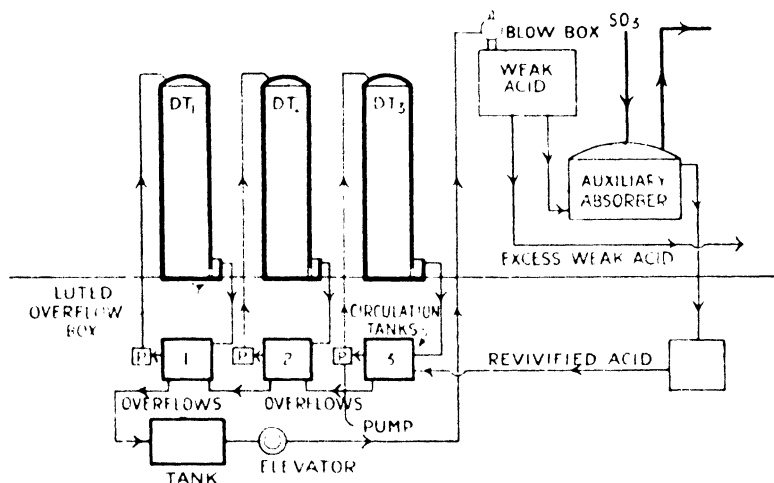 BLOW BOX
SO3
WEAK
ACID
DT1
DT
DT3
AUXILIARY
ABSORBER
EXCESS WEAK ACID
LUTED
OVERFLOW
BOX
CIRCULATION
TANKS
P
1
P
2
P
3
REVIVIFIED ACID
OVERFLOWS
OVERFLOWS
PUMP
ELEVATOR
TANK